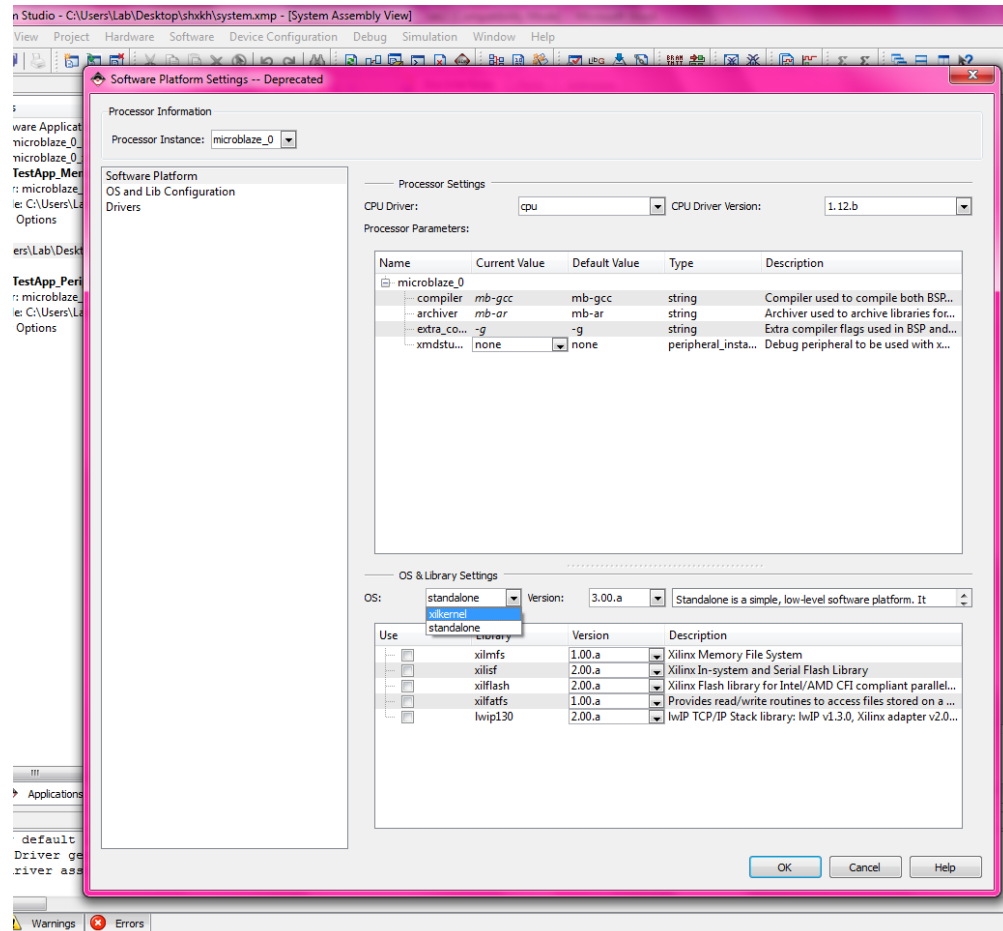 n Studio - C:\Users\Lab\Desktop\shxkh\system.xmp - [System Assembly View]
View Project Hardware Software Device Configuration Debug Simulation Window Help
Software Platform Settings -- Deprecated
Processor Information
Processor Instance: microblaze_0
ware Applicat
microblaze_0_
microblaze_0_
TestApp_Mem
r: microblaze_
le: C:\Users\La
Options
ers\Lab\Deskt
TestApp_Peri
r: microblaze_
le: C:\Users\La
Options
Software Platform
OS and Lib Configuration
Drivers
Processor Settings
CPU Driver: cpu CPU Driver Version: 1.12.b
Processor Parameters:
Name Current Value Default Value Type Description
microblaze_0
compiler mb-gcc mb-gcc string Compiler used to compile both BSP...
archiver mb-ar mb-ar string Archiver used to archive libraries for...
extra_co... -g -g string Extra compiler flags used in BSP and...
xmdstu... none none peripheral_insta... Debug peripheral to be used with x...
OS & Library Settings
OS: standalone Version: 3.00.a Standalone is a simple, low-level software platform. It
xilkernel
standalone
Use Library Version Description
xilmfs 1.00.a Xilinx Memory File System
xilisf 2.00.a Xilinx In-system and Serial Flash Library
xilflash 2.00.a Xilinx Flash library for Intel/AMD CFI compliant parallel...
xilfatfs 1.00.a Provides read/write routines to access files stored on a ...
lwip130 2.00.a lwIP TCP/IP Stack library: lwIP v1.3.0, Xilinx adapter v2.0...
Applications
default
Driver ge
river ass
OK Cancel Help
Warnings Errors